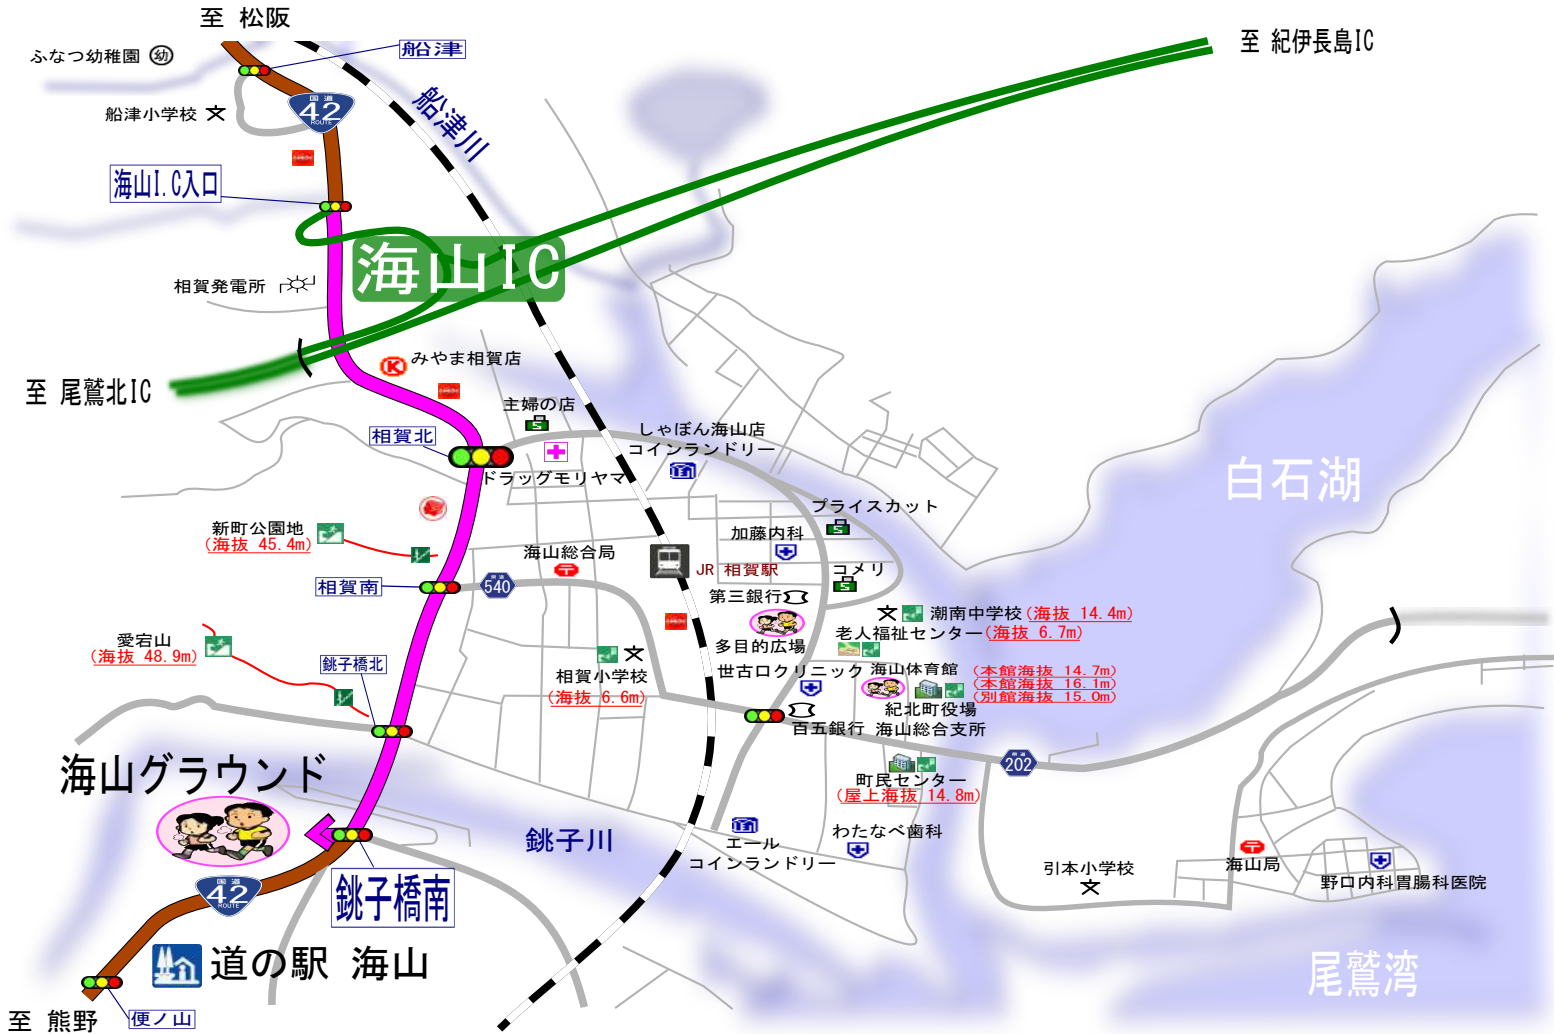 至 松阪
船津
至 紀伊長島IC
ふなつ幼稚園 幼
国道
42
ROUTE
船津川
船津小学校
海山I.C入口
海山IC
相賀発電所
K
みやま相賀店
至 尾鷲北IC
主婦の店
S
相賀北
しゃぼん海山店
コインランドリー
ドラッグモリヤマ
白石湖
プライスカット
S
新町公園地
(海抜 45.4m)
加藤内科
海山総合局
JR 相賀駅
コメリ
S
相賀南
県道
540
第三銀行
潮南中学校(海抜 14.4m)
多目的広場
老人福祉センター(海抜 6.7m)
愛宕山
(海抜 48.9m)
銚子橋北
相賀小学校
(海抜 6.6m)
世古口クリニック
海山体育館
(本館海抜 14.7m)
(本館海抜 16.1m)
(別館海抜 15.0m)
紀北町役場
海山総合支所
百五銀行
県道
202
海山グラウンド
町民センター
(屋上海抜 14.8m)
銚子川
エール
コインランドリー
わたなべ歯科
引本小学校
海山局
野口内科胃腸科医院
国道
42
ROUTE
銚子橋南
道の駅 海山
尾鷲湾
至 熊野
便ノ山